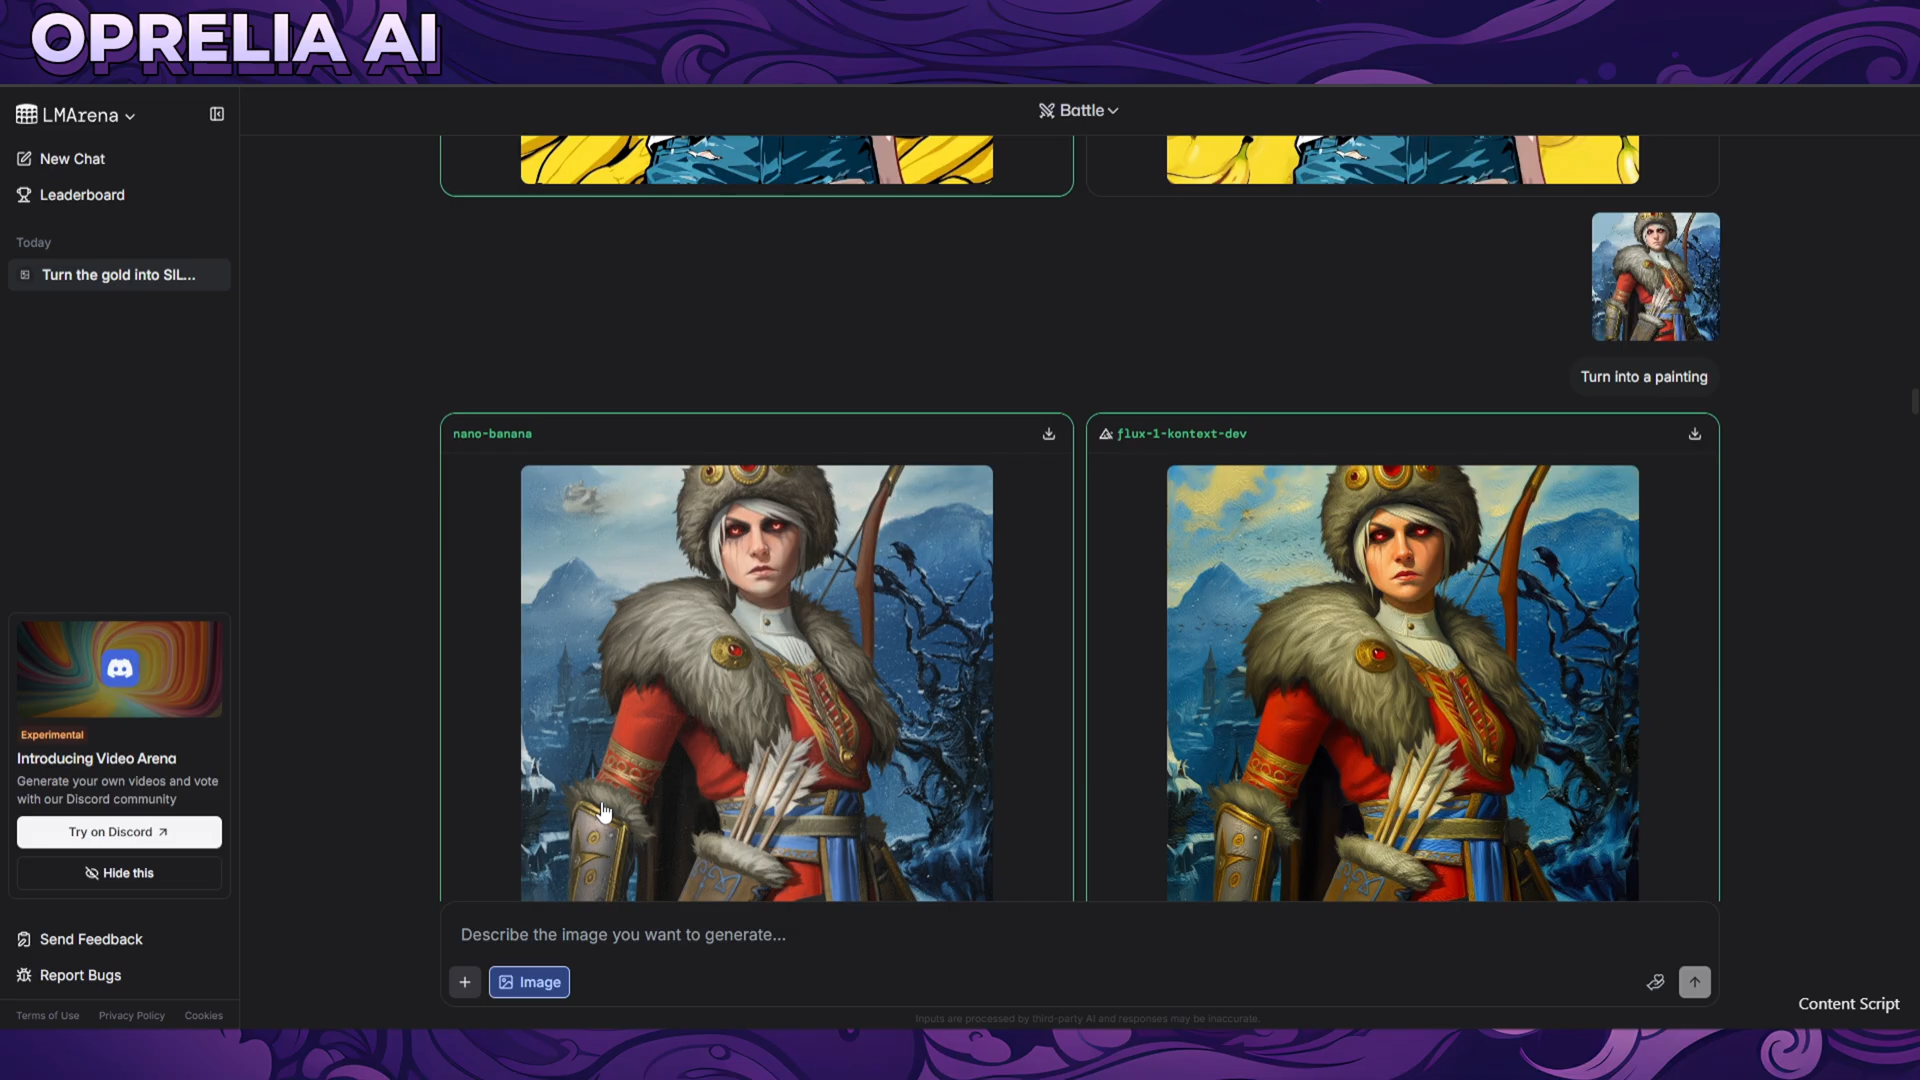 OPRELIA AI
LMArena
Battle
New Chat
Leaderboard
Today
Turn the gold into SIL...
Turn into a painting
nano-banana
flux-1-kontext-dev
Experimental
Introducing Video Arena
Generate your own videos and vote
with our Discord community
Try on Discord
Hide this
Send Feedback
Report Bugs
Terms of Use Privacy Policy Cookies
Describe the image you want to generate...
Image
Inputs are processed by third-party AI and responses may be inaccurate.
Content Script